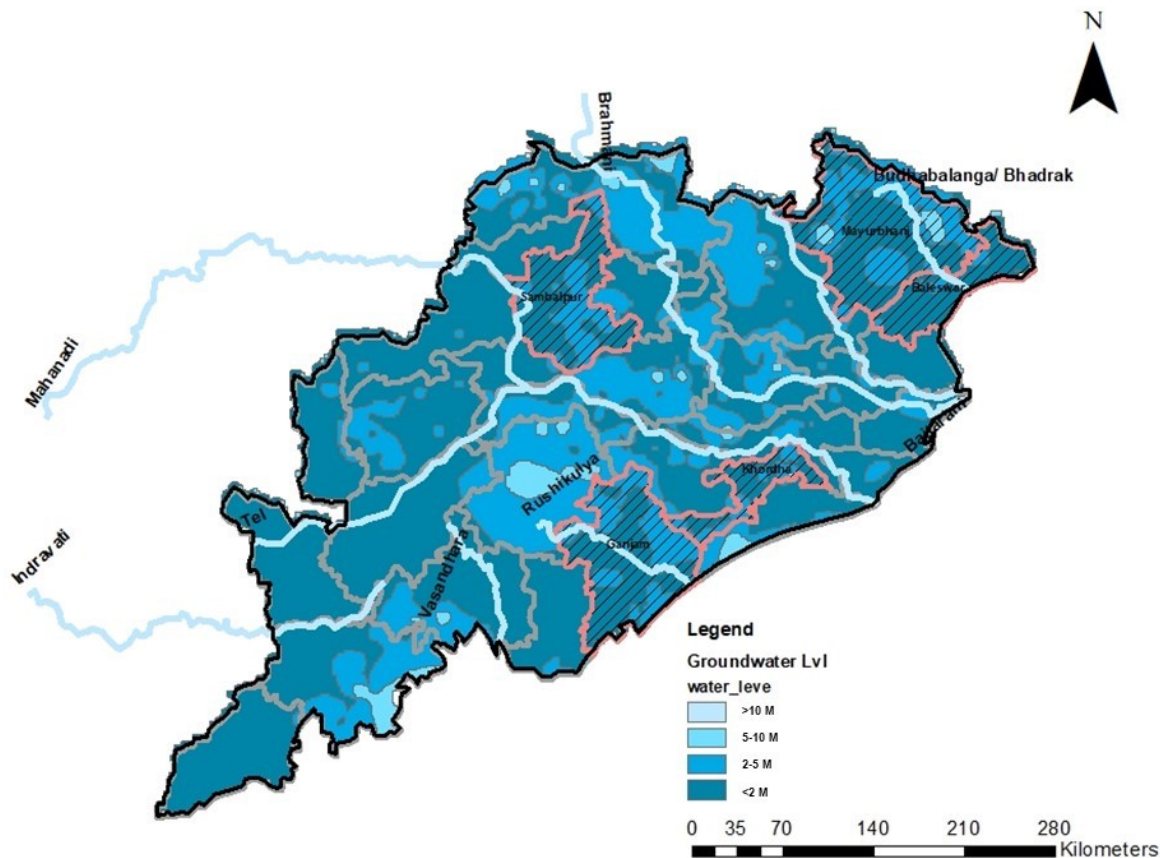 N
Brahmani
Budhabalanga/ Bhadrak
Mayurbhanj
Baleswar
Sambalpur
Mahanadi
Baitarani
Khordha
Rushikulya
Tel
Ganjam
Indravati
Vasandhara
Legend
Groundwater Lvl
water_leve
>10 M
5-10 M
2-5 M
<2 M
0 35 70 140 210 280
Kilometers